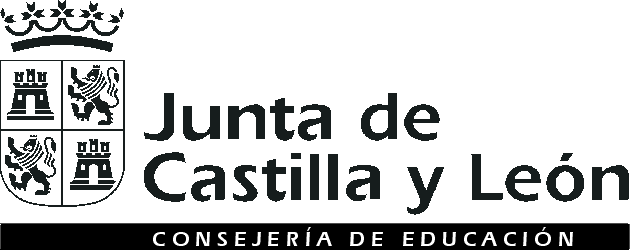 Junta de
Castilla y León
CONSEJERÍA DE EDUCACIÓN